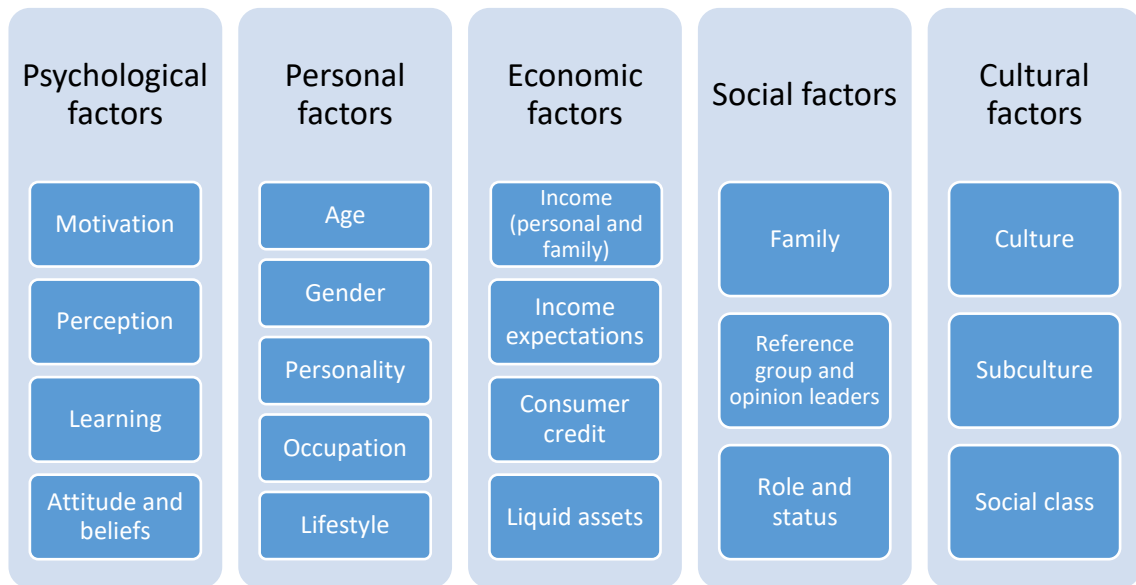 Psychological
factors
Motivation
Perception
Learning
Attitude and
beliefs
Personal
factors
Age
Gender
Personality
Occupation
Lifestyle
Economic
factors
Income
(personal and
family)
Income
expectations
Consumer
credit
Liquid assets
Social factors
Family
Reference
group and
opinion leaders
Role and
status
Cultural
factors
Culture
Subculture
Social class